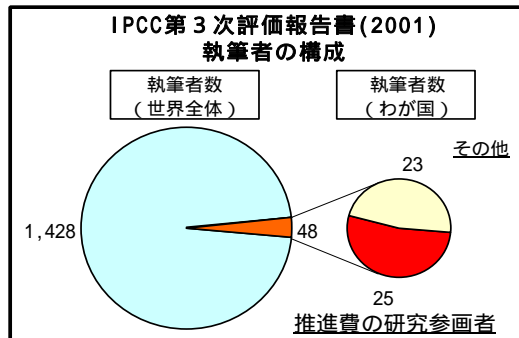 IPCC第３次評価報告書(2001)
執筆者の構成
執筆者数
（世界全体）
執筆者数
（わが国）
その他
23
1,428
48
25
推進費の研究参画者